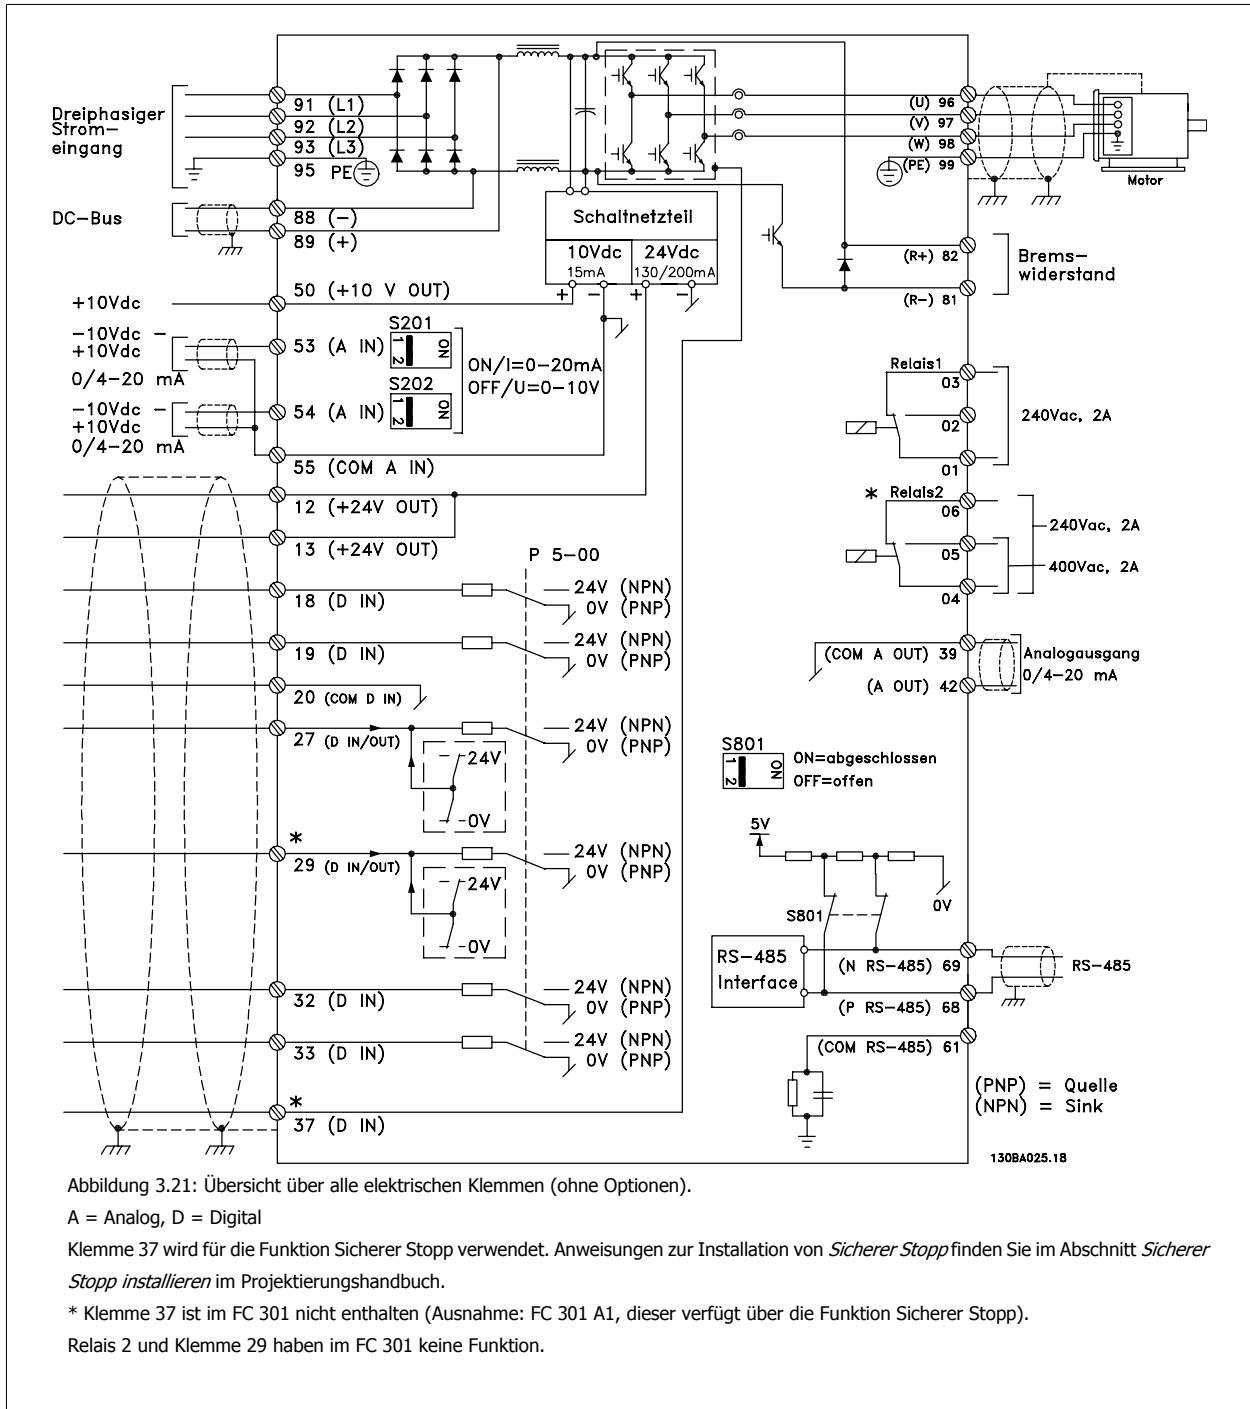 Dreiphasiger
Strom-
eingang
91 (L1)
92 (L2)
93 (L3)
95 PE
DC-Bus
88 (-)
89 (+)
50 (+10 V OUT)
+10Vdc
-10Vdc -
+10Vdc
0/4-20 mA
53 (A IN)
S201
1 2
ON
ON/I=0-20mA
OFF/U=0-10V
-10Vdc -
+10Vdc
0/4-20 mA
54 (A IN)
S202
1 2
ON
55 (COM A IN)
12 (+24V OUT)
13 (+24V OUT)
P 5-00
18 (D IN)
24V (NPN)
0V (PNP)
19 (D IN)
24V (NPN)
0V (PNP)
20 (COM D IN)
27 (D IN/OUT)
24V (NPN)
0V (PNP)
24V
0V
*
29 (D IN/OUT)
24V (NPN)
0V (PNP)
24V
0V
32 (D IN)
24V (NPN)
0V (PNP)
33 (D IN)
24V (NPN)
0V (PNP)
*
37 (D IN)
Schaltnetzteil
10Vdc
15mA
24Vdc
130/200mA
+ - + -
(U) 96
(V) 97
(W) 98
(PE) 99
Motor
(R+) 82
(R-) 81
Brems-
widerstand
Relais1
03
02
01
240Vac, 2A
* Relais2
06
05
04
240Vac, 2A
400Vac, 2A
(COM A OUT) 39
(A OUT) 42
Analogausgang
0/4-20 mA
S801
1 2
ON
ON=abgeschlossen
OFF=offen
5V
S801
0V
RS-485
Interface
(N RS-485) 69
(P RS-485) 68
(COM RS-485) 61
RS-485
(PNP) = Quelle
(NPN) = Sink
130BA025.18
Abbildung 3.21: Übersicht über alle elektrischen Klemmen (ohne Optionen).
A = Analog, D = Digital
Klemme 37 wird für die Funktion Sicherer Stopp verwendet. Anweisungen zur Installation von Sicherer Stopp finden Sie im Abschnitt Sicherer
Stopp installieren im Projektierungshandbuch.
* Klemme 37 ist im FC 301 nicht enthalten (Ausnahme: FC 301 A1, dieser verfügt über die Funktion Sicherer Stopp).
Relais 2 und Klemme 29 haben im FC 301 keine Funktion.